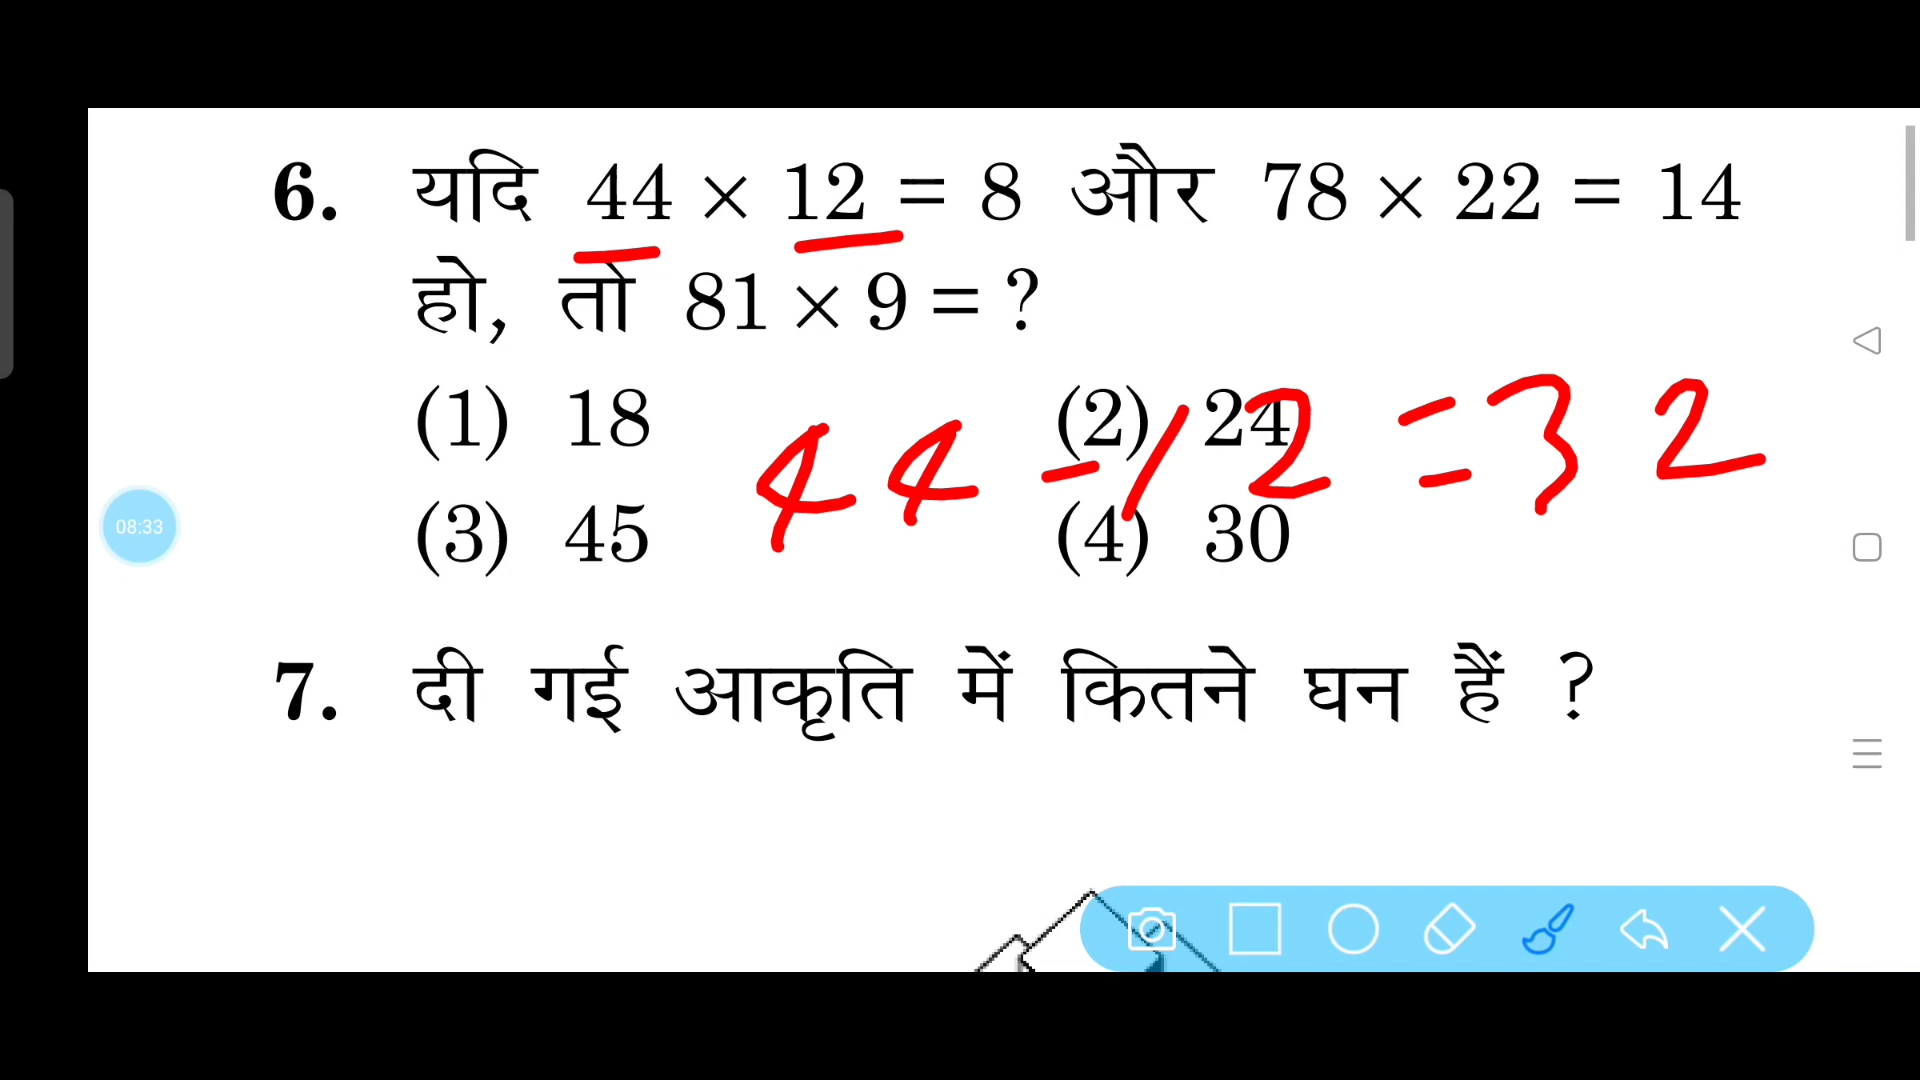 6. यदि 44 × 12 = 8 और 78 × 22 = 14
हो, तो 81 × 9 = ?
(1) 18 (2) 24
44 - 12 = 32
(3) 45 (4) 30
08:33
7. दी गई आकृति में कितने घन हैं ?